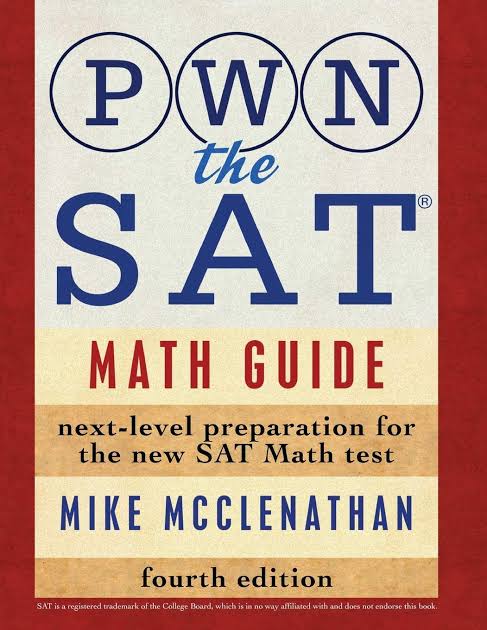 PWN
the
SAT®
MATH GUIDE
next-level preparation for
the new SAT Math test
MIKE MCCLENATHAN
fourth edition
SAT is a registered trademark of the College Board, which is in no way affiliated with and does not endorse this book.